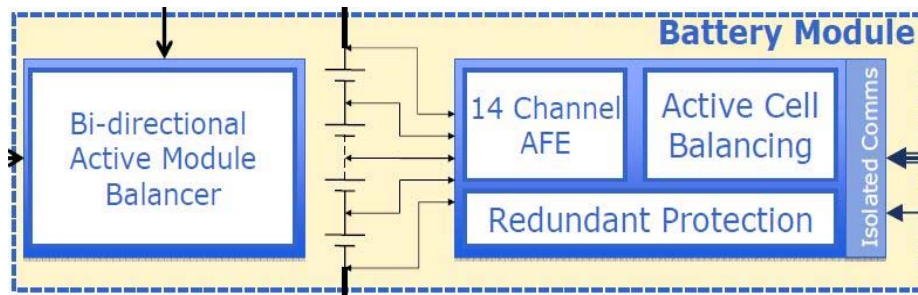 Battery Module
Bi-directional
Active Module
Balancer
14 Channel
AFE
Active Cell
Balancing
Redundant Protection
Isolated Comms